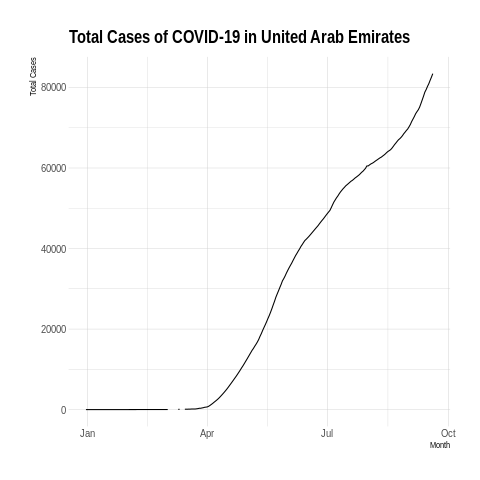 Total Cases of COVID-19 in United Arab Emirates
Total Cases
80000
60000
40000
20000
0
Jan Apr Jul Oct
Month